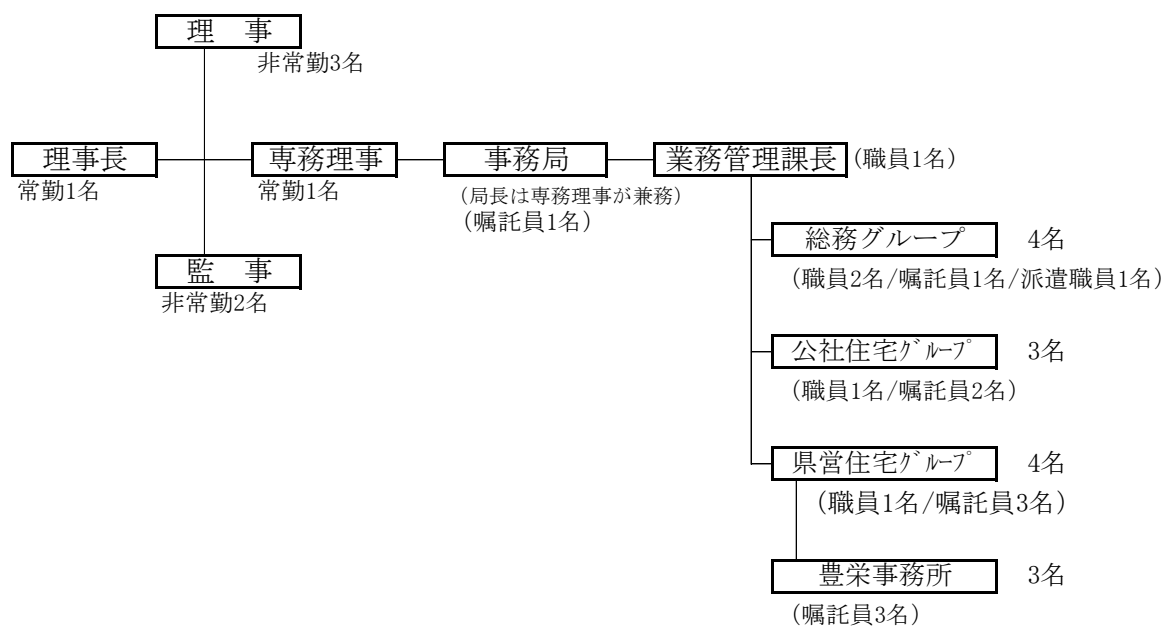 理　事
非常勤3名
理事長
常勤1名
専務理事
常勤1名
事務局
(局長は専務理事が兼務)
(嘱託員1名)
業務管理課長
(職員1名)
総務グループ　4名
(職員2名/嘱託員1名/派遣職員1名)
公社住宅ｸﾞﾙｰﾌﾟ　3名
(職員1名/嘱託員2名)
県営住宅ｸﾞﾙｰﾌﾟ　4名
(職員1名/嘱託員3名)
豊栄事務所　3名
(嘱託員3名)
監　事
非常勤2名